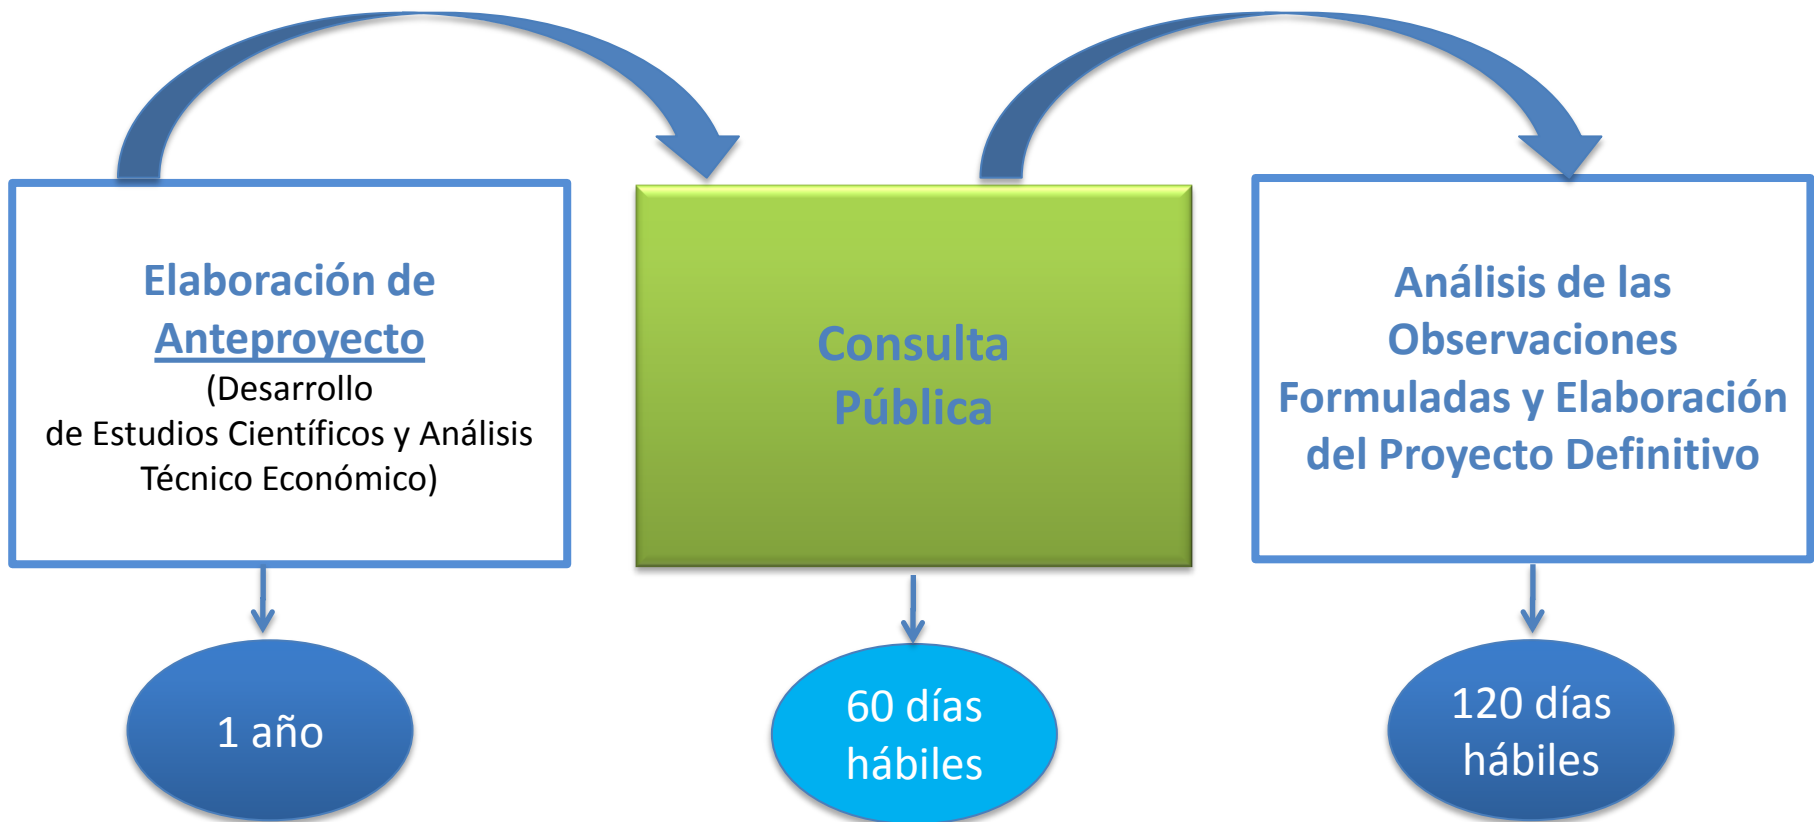 Elaboración de
Anteproyecto
(Desarrollo
de Estudios Científicos y Análisis
Técnico Económico)
Consulta
Pública
Análisis de las
Observaciones
Formuladas y Elaboración
del Proyecto Definitivo
1 año
60 días
hábiles
120 días
hábiles